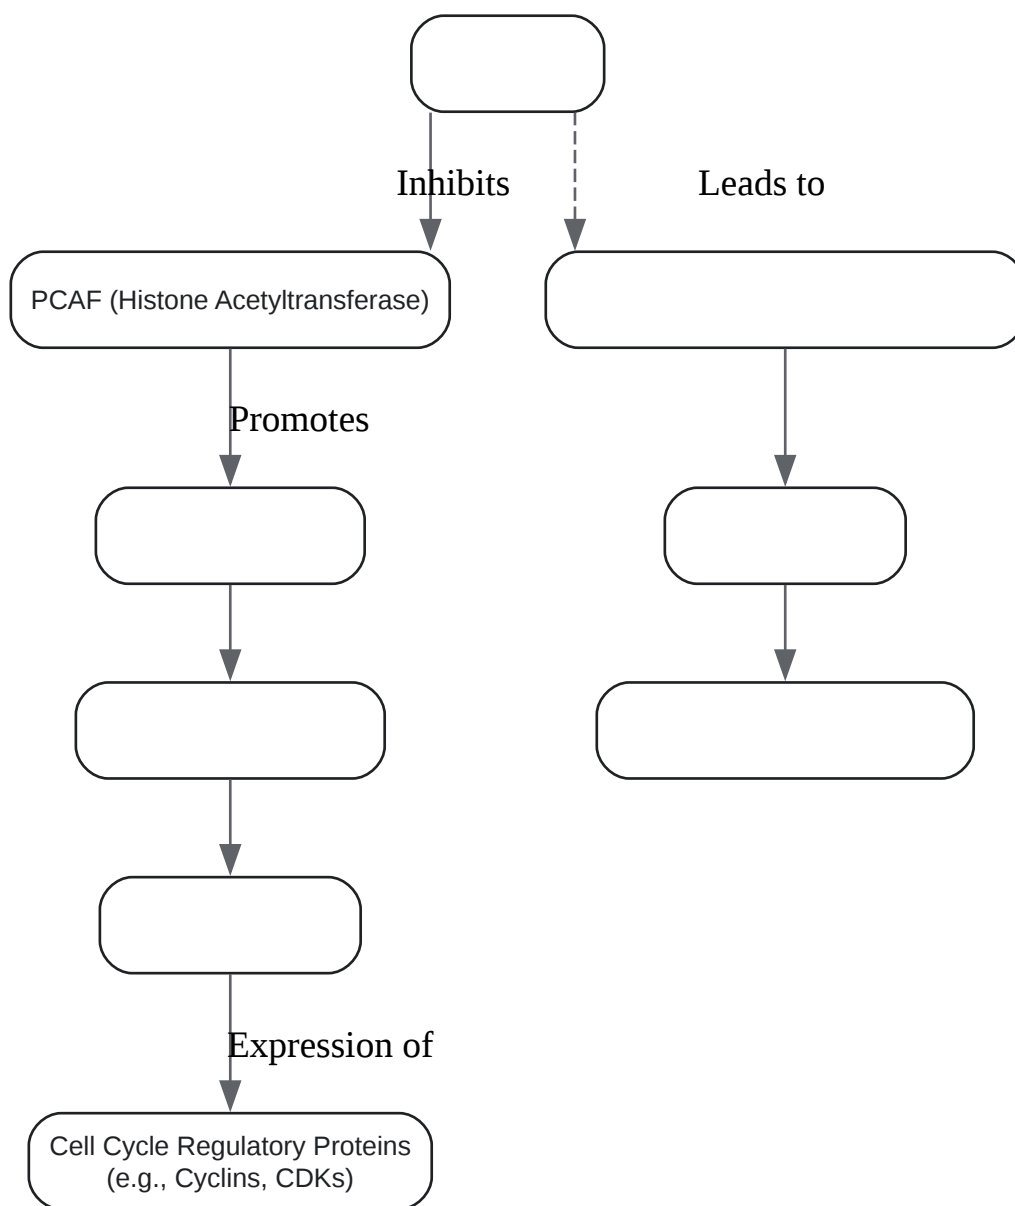 Inhibits
Leads to
PCAF (Histone Acetyltransferase)
Promotes
Expression of
Cell Cycle Regulatory Proteins
(e.g., Cyclins, CDKs)